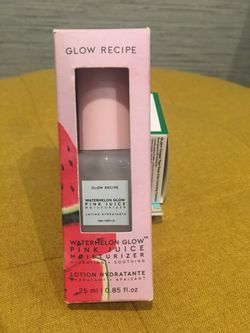 GLOW RECIPE
GLOW RECIPE
WATERMELON GLOW
PINK JUICE
MOISTURIZER
LOTION HYDRATANTE
WATERMELON GLOW™
PINK JUICE
MOISTURIZER
HYDRATING + SOOTHING
LOTION HYDRATANTE
HYDRATANT + APAISANT
25 ml | 0.85 fl. oz